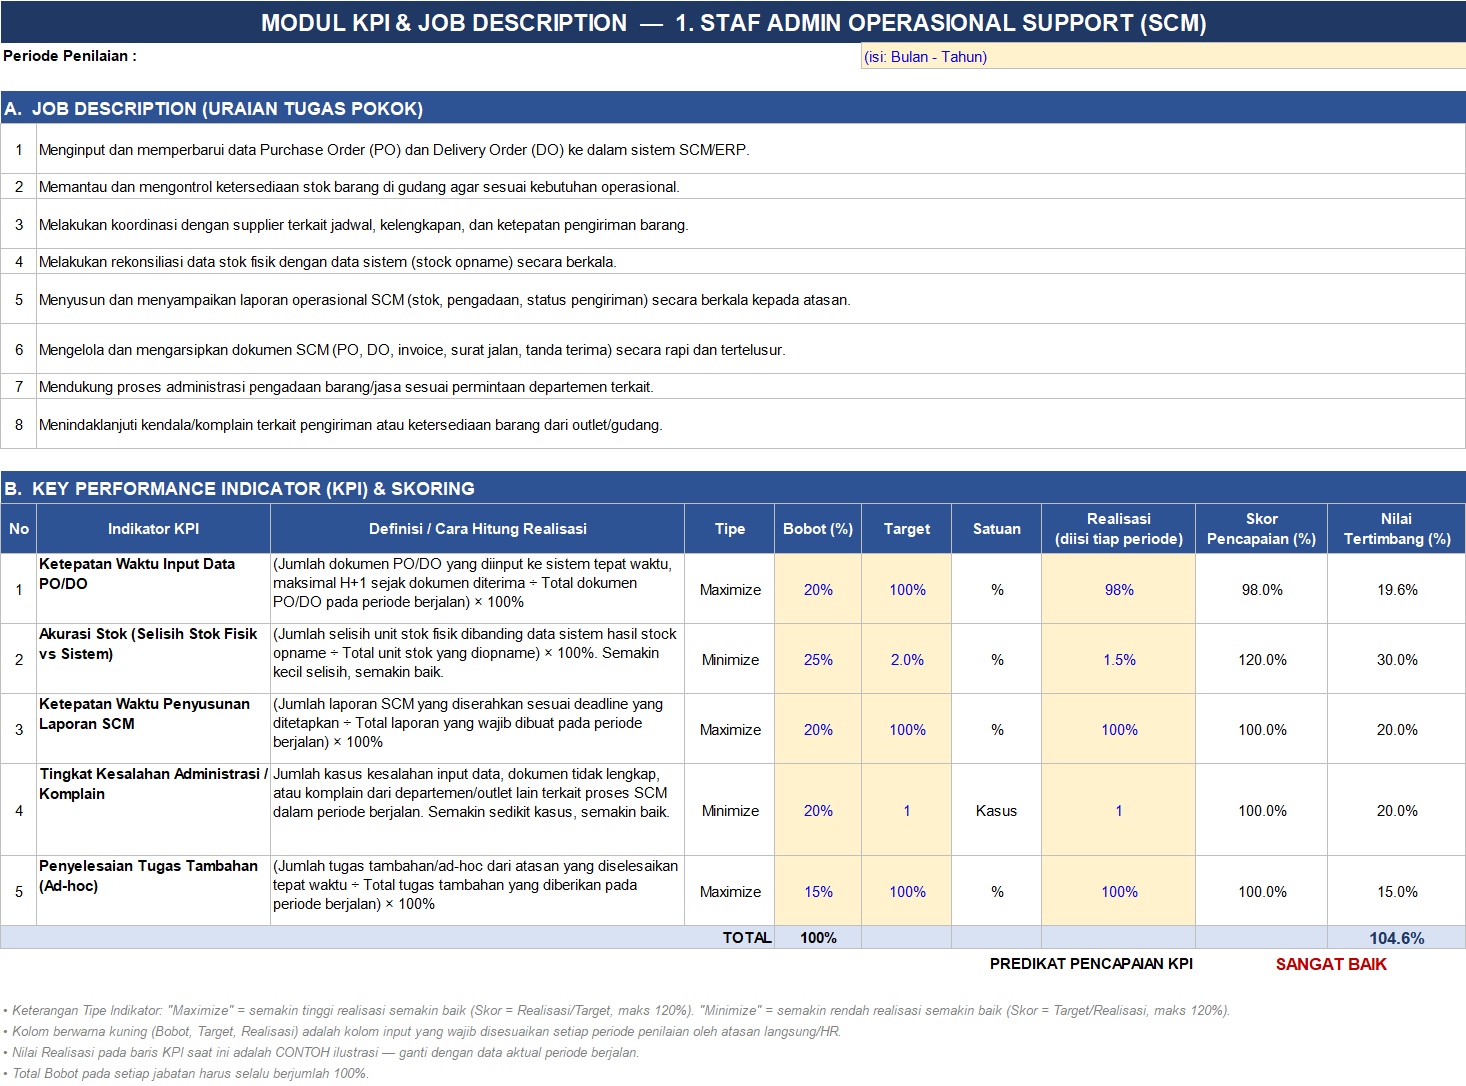 MODUL KPI & JOB DESCRIPTION — 1. STAF ADMIN OPERASIONAL SUPPORT (SCM)
Periode Penilaian : (isi: Bulan - Tahun)
A. JOB DESCRIPTION (URAIAN TUGAS POKOK)
1 Menginput dan memperbarui data Purchase Order (PO) dan Delivery Order (DO) ke dalam sistem SCM/ERP.
2 Memantau dan mengontrol ketersediaan stok barang di gudang agar sesuai kebutuhan operasional.
3 Melakukan koordinasi dengan supplier terkait jadwal, kelengkapan, dan ketepatan pengiriman barang.
4 Melakukan rekonsiliasi data stok fisik dengan data sistem (stock opname) secara berkala.
5 Menyusun dan menyampaikan laporan operasional SCM (stok, pengadaan, status pengiriman) secara berkala kepada atasan.
6 Mengelola dan mengarsipkan dokumen SCM (PO, DO, invoice, surat jalan, tanda terima) secara rapi dan tertelusur.
7 Mendukung proses administrasi pengadaan barang/jasa sesuai permintaan departemen terkait.
8 Menindaklanjuti kendala/komplain terkait pengiriman atau ketersediaan barang dari outlet/gudang.
B. KEY PERFORMANCE INDICATOR (KPI) & SKORING
No Indikator KPI Definisi / Cara Hitung Realisasi Tipe Bobot (%) Target Satuan Realisasi (diisi tiap periode) Skor Pencapaian (%) Nilai Tertimbang (%)
1 Ketepatan Waktu Input Data PO/DO
(Jumlah dokumen PO/DO yang diinput ke sistem tepat waktu,
maksimal H+1 sejak dokumen diterima ÷ Total dokumen
PO/DO pada periode berjalan) × 100%
Maximize 20% 100% % 98% 98.0% 19.6%
2 Akurasi Stok (Selisih Stok Fisik vs Sistem)
(Jumlah selisih unit stok fisik dibanding data sistem hasil stock
opname ÷ Total unit stok yang diopname) × 100%. Semakin
kecil selisih, semakin baik.
Minimize 25% 2.0% % 1.5% 120.0% 30.0%
3 Ketepatan Waktu Penyusunan Laporan SCM
(Jumlah laporan SCM yang diserahkan sesuai deadline yang
ditetapkan ÷ Total laporan yang wajib dibuat pada periode
berjalan) × 100%
Maximize 20% 100% % 100% 100.0% 20.0%
4 Tingkat Kesalahan Administrasi / Komplain
Jumlah kasus kesalahan input data, dokumen tidak lengkap,
atau komplain dari departemen/outlet lain terkait proses SCM
dalam periode berjalan. Semakin sedikit kasus, semakin baik.
Minimize 20% 1 Kasus 1 100.0% 20.0%
5 Penyelesaian Tugas Tambahan (Ad-hoc)
(Jumlah tugas tambahan/ad-hoc dari atasan yang diselesaikan
tepat waktu ÷ Total tugas tambahan yang diberikan pada
periode berjalan) × 100%
Maximize 15% 100% % 100% 100.0% 15.0%
TOTAL 100% 104.6%
PREDIKAT PENCAPAIAN KPI SANGAT BAIK
• Keterangan Tipe Indikator: "Maximize" = semakin tinggi realisasi semakin baik (Skor = Realisasi/Target, maks 120%). "Minimize" = semakin rendah realisasi semakin baik (Skor = Target/Realisasi, maks 120%).
• Kolom berwarna kuning (Bobot, Target, Realisasi) adalah kolom input yang wajib disesuaikan setiap periode penilaian oleh atasan langsung/HR.
• Nilai Realisasi pada baris KPI saat ini adalah CONTOH ilustrasi — ganti dengan data aktual periode berjalan.
• Total Bobot pada setiap jabatan harus selalu berjumlah 100%.